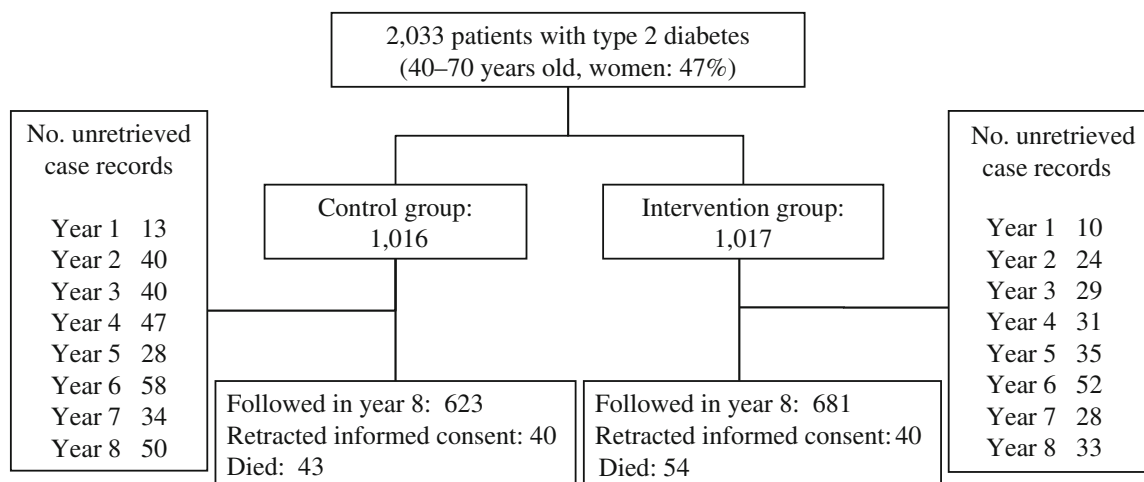 2,033 patients with type 2 diabetes
(40–70 years old, women: 47%)
No. unretrieved
case records
Year 1 13
Year 2 40
Year 3 40
Year 4 47
Year 5 28
Year 6 58
Year 7 34
Year 8 50
Control group:
1,016
Intervention group:
1,017
No. unretrieved
case records
Year 1 10
Year 2 24
Year 3 29
Year 4 31
Year 5 35
Year 6 52
Year 7 28
Year 8 33
Followed in year 8: 623
Retracted informed consent: 40
Died: 43
Followed in year 8: 681
Retracted informed consent: 40
Died: 54